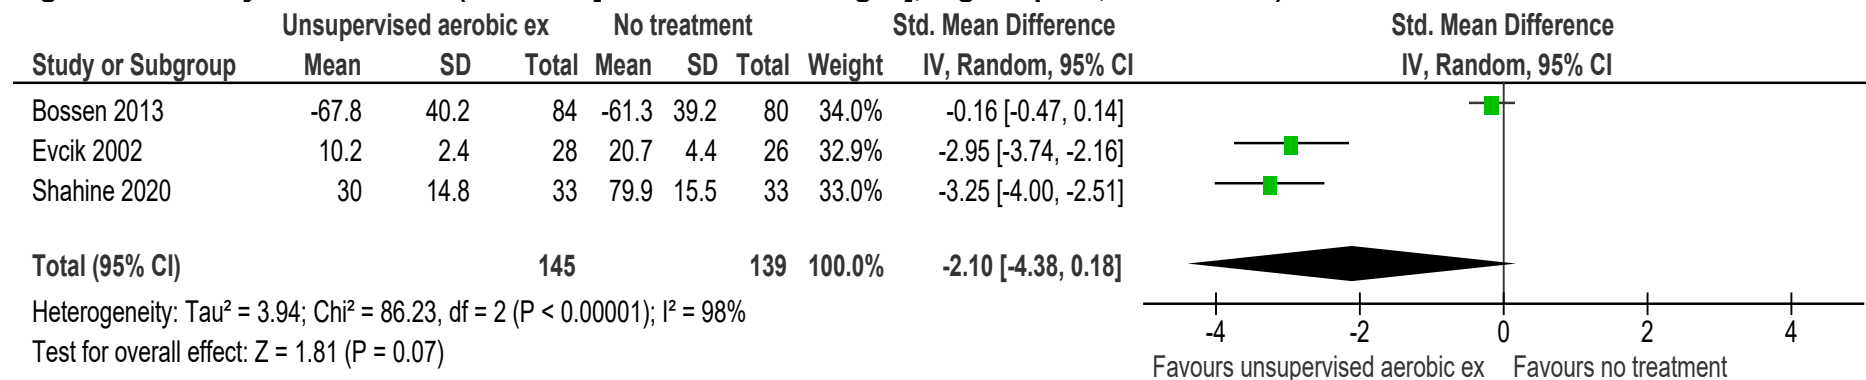 Unsupervised aerobic ex No treatment Std. Mean Difference Std. Mean Difference
Study or Subgroup Mean SD Total Mean SD Total Weight IV, Random, 95% CI IV, Random, 95% CI
Bossen 2013 -67.8 40.2 84 -61.3 39.2 80 34.0% -0.16 [-0.47, 0.14]
Evcik 2002 10.2 2.4 28 20.7 4.4 26 32.9% -2.95 [-3.74, -2.16]
Shahine 2020 30 14.8 33 79.9 15.5 33 33.0% -3.25 [-4.00, -2.51]
Total (95% CI) 145 139 100.0% -2.10 [-4.38, 0.18]
Heterogeneity: Tau² = 3.94; Chi² = 86.23, df = 2 (P < 0.00001); I² = 98%
Test for overall effect: Z = 1.81 (P = 0.07)
-4 -2 0 2 4
Favours unsupervised aerobic ex Favours no treatment